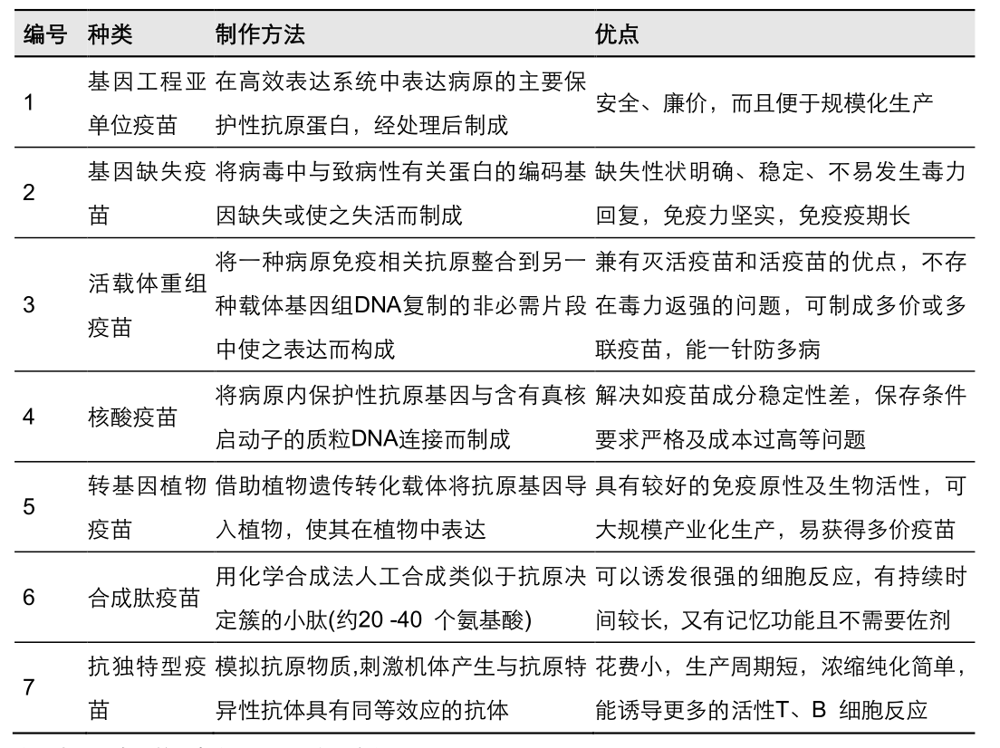 编号 种类 制作方法 优点
1
基因工程亚
单位疫苗
在高效表达系统中表达病原的主要保
护性抗原蛋白，经处理后制成
安全、廉价，而且便于规模化生产
2
基因缺失疫
苗
将病毒中与致病性有关蛋白的编码基
因缺失或使之失活而制成
缺失性状明确、稳定、不易发生毒力
回复，免疫力坚实，免疫疫期长
3
活载体重组
疫苗
将一种病原免疫相关抗原整合到另一
种载体基因组DNA复制的非必需片段
中使之表达而构成
兼有灭活疫苗和活疫苗的优点，不存
在毒力返强的问题，可制成多价或多
联疫苗，能一针防多病
4
核酸疫苗
将病原内保护性抗原基因与含有真核
启动子的质粒DNA连接而制成
解决如疫苗成分稳定性差，保存条件
要求严格及成本过高等问题
5
转基因植物
疫苗
借助植物遗传转化载体将抗原基因导
入植物，使其在植物中表达
具有较好的免疫原性及生物活性，可
大规模产业化生产，易获得多价疫苗
6
合成肽疫苗
用化学合成法人工合成类似于抗原决
定簇的小肽(约20 -40 个氨基酸)
可以诱发很强的细胞反应, 有持续时
间较长, 又有记忆功能且不需要佐剂
7
抗独特型疫
苗
模拟抗原物质,刺激机体产生与抗原特
异性抗体具有同等效应的抗体
花费小，生产周期短，浓缩纯化简单，
能诱导更多的活性T、B 细胞反应